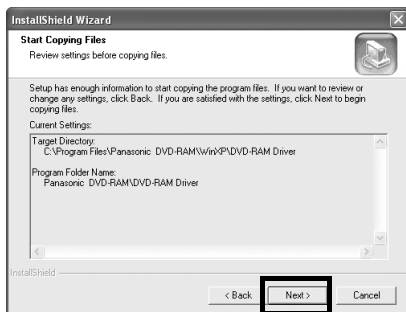 InstallShield Wizard
Start Copying Files
Review settings before copying files.
Setup has enough information to start copying the program files. If you want to review or
change any settings, click Back. If you are satisfied with the settings, click Next to begin
copying files.
Current Settings:
Target Directory:
C:\Program Files\Panasonic DVD-RAM\WinXP\DVD-RAM Driver
Program Folder Name:
Panasonic DVD-RAM\DVD-RAM Driver
InstallShield
< Back Next > Cancel